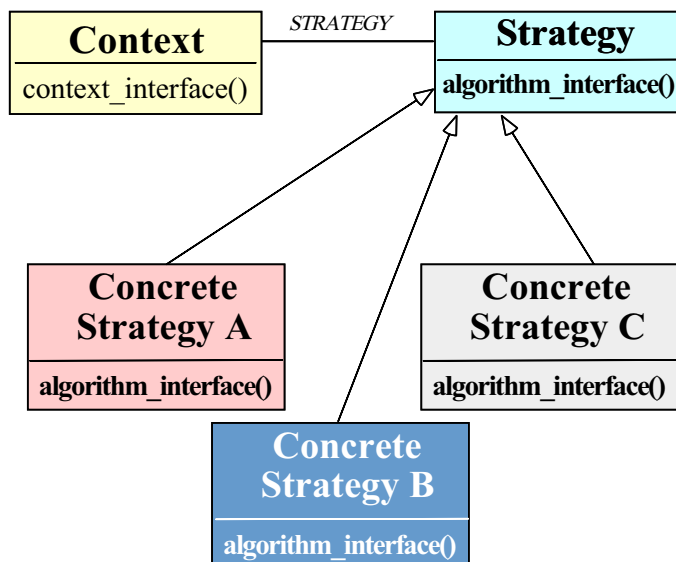 Context
context_interface()
STRATEGY
Strategy
algorithm_interface()
Concrete
Strategy A
algorithm_interface()
Concrete
Strategy C
algorithm_interface()
Concrete
Strategy B
algorithm_interface()